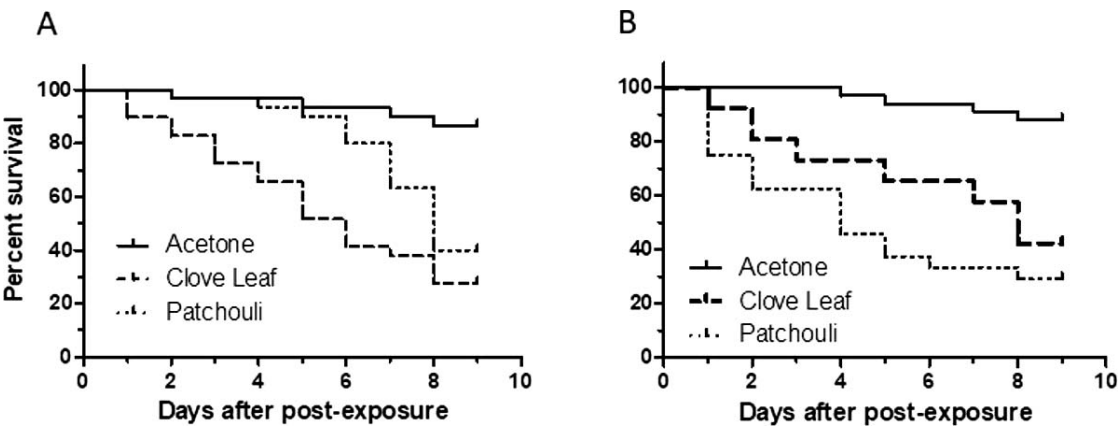 A
Percent survival
100
80
60
40
20
0
Acetone
Clove Leaf
Patchouli
0 2 4 6 8 10
Days after post-exposure
B
100
80
60
40
20
0
Acetone
Clove Leaf
Patchouli
0 2 4 6 8 10
Days after post-exposure